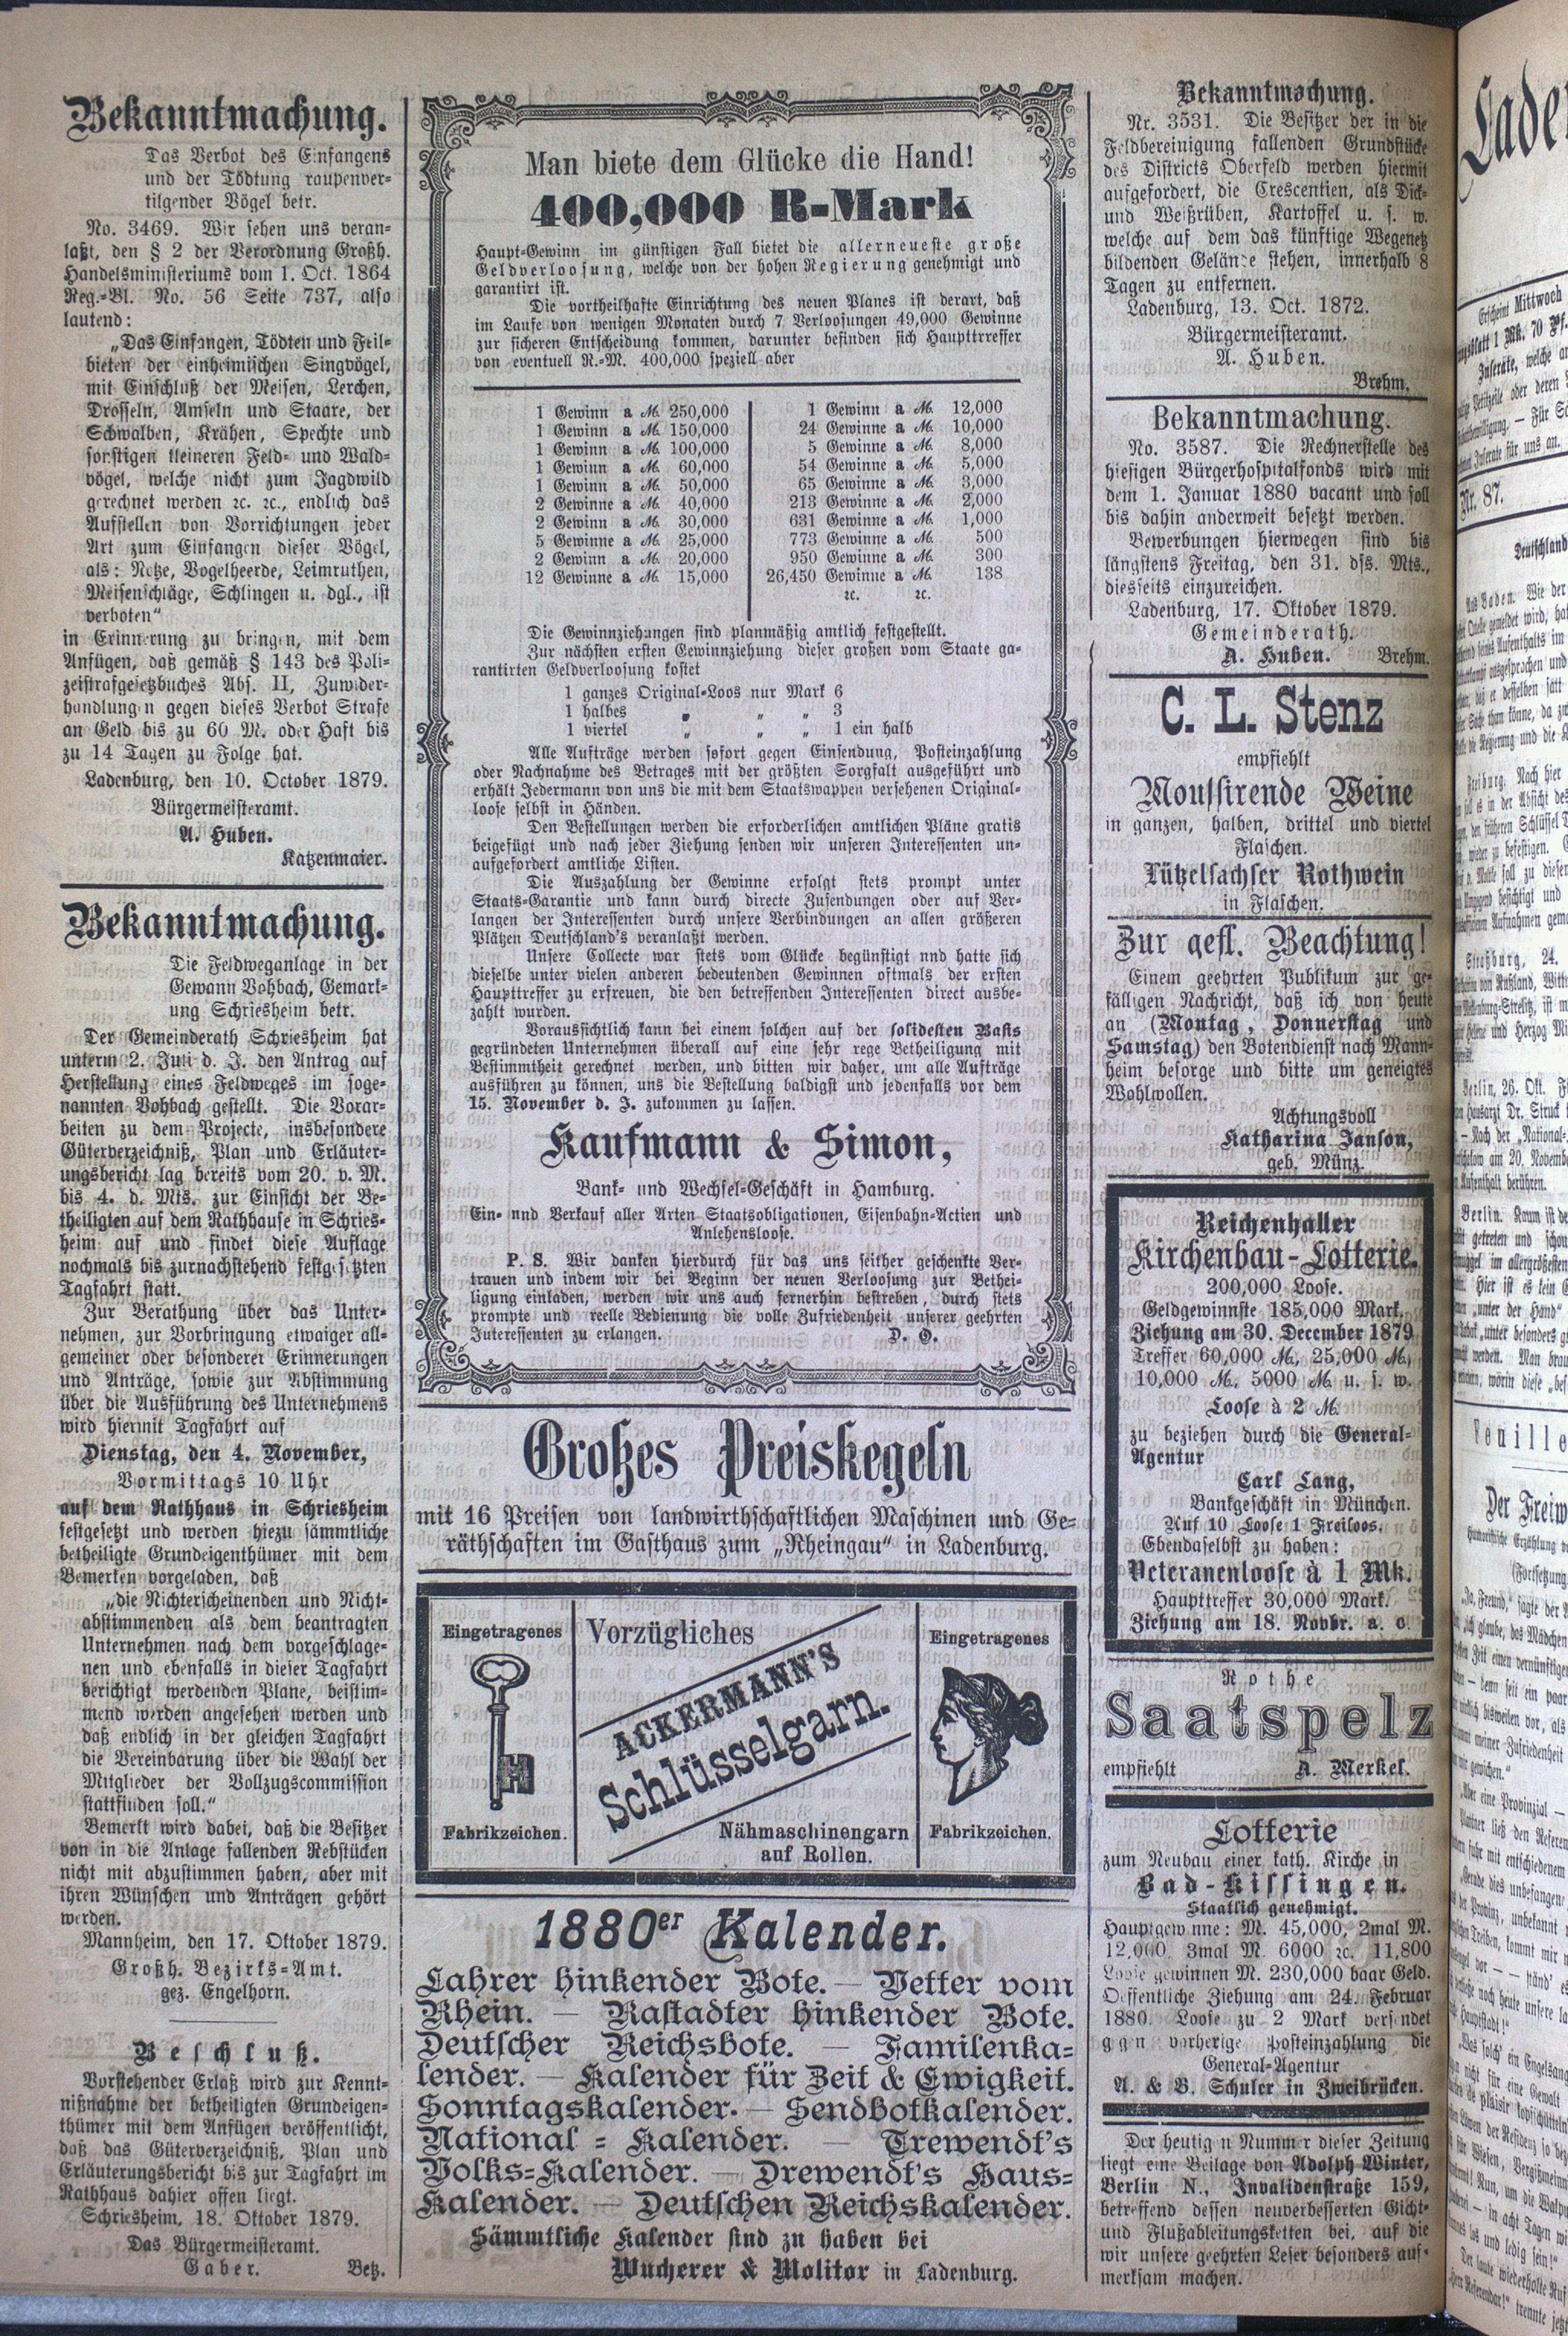 Bekanntmachung.
Das Verbot des Einfangens
und der Tödtung raupenver-
tilgender Vögel betr.
No. 3469. Wir sehen uns veran-
laßt, den § 2 der Verordnung Großh.
Handelsministeriums vom 1. Oct. 1864
Reg.-Bl. No. 56 Seite 737, also
lautend:
„Das Einfangen, Tödten und Feil-
bieten der einheimischen Singvögel,
mit Einschluß der Meisen, Lerchen,
Drosseln, Amseln und Staare, der
Schwalben, Krähen, Spechte und
sonstigen kleineren Feld- und Wald-
vögel, welche nicht zum Jagdwild
gerechnet werden ꝛc. ꝛc., endlich das
Aufstellen von Vorrichtungen jeder
Art zum Einfangen dieser Vögel,
als: Netze, Vogelheerde, Leimruthen,
Meisenschläge, Schlingen u. dgl., ist
verboten“
in Erinnerung zu bringen, mit dem
Anfügen, daß gemäß § 143 des Poli-
zeistrafgesetzbuches Abs. II, Zuwider-
handlungen gegen dieses Verbot Strafe
an Geld bis zu 60 M. oder Haft bis
zu 14 Tagen zu Folge hat.
Ladenburg, den 10. October 1879.
Bürgermeisteramt.
A. Huben.
Katzenmaier.
Bekanntmachung.
Die Feldweganlage in der
Gewann Vohbach, Gemark-
ung Schriesheim betr.
Der Gemeinderath Schriesheim hat
unterm 2. Juli d. J. den Antrag auf
Herstellung eines Feldweges im soge-
nannten Vohbach gestellt. Die Vorar-
beiten zu dem Projecte, insbesondere
Güterverzeichniß, Plan und Erläuter-
ungsbericht lag bereits vom 20. v. M.
bis 4. d. Mts. zur Einsicht der Be-
theiligten auf dem Rathhause in Schries-
heim auf und findet diese Auflage
nochmals bis zurnachstehend festgesetzten
Tagfahrt statt.
Zur Berathung über das Unter-
nehmen, zur Vorbringung etwaiger all-
gemeiner oder besonderer Erinnerungen
und Anträge, sowie zur Abstimmung
über die Ausführung des Unternehmens
wird hiermit Tagfahrt auf
Dienstag, den 4. November,
Vormittags 10 Uhr
auf dem Rathhaus in Schriesheim
festgesetzt und werden hiezu sämmtliche
betheiligte Grundeigenthümer mit dem
Bemerken vorgeladen, daß
„die Nichterscheinenden und Nicht-
abstimmenden als dem beantragten
Unternehmen nach dem vorgeschlage-
nen und ebenfalls in dieser Tagfahrt
berichtigt werdenden Plane, beistim-
mend werden angesehen werden und
daß endlich in der gleichen Tagfahrt
die Vereinbarung über die Wahl der
Mitglieder der Vollzugscommission
stattfinden soll.“
Bemerkt wird dabei, daß die Besitzer
von in die Anlage fallenden Rebstücken
nicht mit abzustimmen haben, aber mit
ihren Wünschen und Anträgen gehört
werden.
Mannheim, den 17. Oktober 1879.
Großh. Bezirks-Amt.
gez. Engelhorn.
Beschluß.
Vorstehender Erlaß wird zur Kennt-
nißnahme der betheiligten Grundeigen-
thümer mit dem Anfügen veröffentlicht,
daß das Güterverzeichniß, Plan und
Erläuterungsbericht bis zur Tagfahrt im
Rathhaus dahier offen liegt.
Schriesheim, 18. Oktober 1879.
Das Bürgermeisteramt.
Gaber. Betz.
Man biete dem Glücke die Hand!
400,000 R-Mark
Haupt-Gewinn im günstigen Fall bietet die allerneueste große
Geldverloosung, welche von der hohen Regierung genehmigt und
garantirt ist.
Die vortheilhafte Einrichtung des neuen Planes ist derart, daß
im Laufe von wenigen Monaten durch 7 Verloosungen 49,000 Gewinne
zur sicheren Entscheidung kommen, darunter befinden sich Haupttrreffer
von eventuell R.-M. 400,000 speziell aber
1 Gewinn a M. 250,000
1 Gewinn a M. 150,000
1 Gewinn a M. 100,000
1 Gewinn a M. 60,000
1 Gewinn a M. 50,000
2 Gewinne a M. 40,000
2 Gewinn a M. 30,000
5 Gewinne a M. 25,000
2 Gewinn a M. 20,000
12 Gewinne a M. 15,000
1 Gewinn a M. 12,000
24 Gewinne a M. 10,000
5 Gewinne a M. 8,000
54 Gewinne a M. 5,000
65 Gewinne a M. 3,000
213 Gewinne a M. 2,000
631 Gewinne a M. 1,000
773 Gewinne a M. 500
950 Gewinne a M. 300
26,450 Gewinne a M. 138
ꝛc. ꝛc.
Die Gewinnziehungen sind planmäßig amtlich festgestellt.
Zur nächsten ersten Gewinnziehung dieser großen vom Staate ga-
rantirten Geldverloosung kostet
1 ganzes Original-Loos nur Mark 6
1 halbes „ „ „ 3
1 viertel „ „ „ 1 ein halb
Alle Aufträge werden sofort gegen Einsendung, Posteinzahlung
oder Nachnahme des Betrages mit der größten Sorgfalt ausgeführt und
erhält Jedermann von uns die mit dem Staatswappen versehenen Original-
loose selbst in Händen.
Den Bestellungen werden die erforderlichen amtlichen Pläne gratis
beigefügt und nach jeder Ziehung senden wir unseren Interessenten un-
aufgefordert amtliche Listen.
Die Auszahlung der Gewinne erfolgt stets prompt unter
Staats-Garantie und kann durch directe Zusendungen oder auf Ver-
langen der Interessenten durch unsere Verbindungen an allen größeren
Plätzen Deutschland's veranlaßt werden.
Unsere Collecte war stets vom Glücke begünstigt nnd hatte sich
dieselbe unter vielen anderen bedeutenden Gewinnen oftmals der ersten
Haupttreffer zu erfreuen, die den betreffenden Interessenten direct ausbe-
zahlt wurden.
Voraussichtlich kann bei einem solchen auf der solidesten Basis
gegründeten Unternehmen überall auf eine sehr rege Betheiligung mit
Bestimmtheit gerechnet werden, und bitten wir daher, um alle Aufträge
ausführen zu können, uns die Bestellung baldigst und jedenfalls vor dem
15. November d. J. zukommen zu lassen.
Kaufmann & Simon,
Bank- und Wechsel-Geschäft in Hamburg.
Ein- nnd Verkauf aller Arten Staatsobligationen, Eisenbahn-Actien und
Anlehensloose.
P. S. Wir danken hierdurch für das uns seither geschenkte Ver-
trauen und indem wir bei Beginn der neuen Verloosung zur Bethei-
ligung einladen, werden wir uns auch fernerhin bestreben, durch stets
prompte und reelle Bedienung die volle Zufriedenheit unserer geehrten
Interessenten zu erlangen. D. O.
Großes Preiskegeln
mit 16 Preisen von landwirthschaftlichen Maschinen und Ge-
räthschaften im Gasthaus zum „Rheingau“ in Ladenburg.
Eingetragenes
Fabrikzeichen.
Vorzügliches
ACKERMANN'S
Schlüsselgarn.
Nähmaschinengarn
auf Rollen.
Eingetragenes
Fabrikzeichen.
1880er Kalender.
Lahrer hinkender Bote. — Vetter vom
Rhein. — Rastadter hinkender Bote.
Deutscher Reichsbote. — Familenka-
lender. — Kalender für Zeit & Ewigkeit.
Sonntagskalender. — Sendbotkalender.
National-Kalender. — Trewendt's
Volks-Kalender. — Drewendt's Haus-
Kalender. — Deutschen Reichskalender.
Sämmtliche Kalender sind zu haben bei
Wucherer & Molitor in Ladenburg.
Bekanntmachung.
Nr. 3531. Die Besitzer der in die
Feldbereinigung fallenden Grundstücke
des Districts Oberfeld werden hiermit
aufgefordert, die Crescentien, als Dick-
und Weißrüben, Kartoffel u. s. w.
welche auf dem das künftige Wegenetz
bildenden Gelände stehen, innerhalb 8
Tagen zu entfernen.
Ladenburg, 13. Oct. 1872.
Bürgermeisteramt.
A. Huben.
Brehm.
Bekanntmachung.
No. 3587. Die Rechnerstelle des
hiesigen Bürgerhospitalfonds wird mit
dem 1. Januar 1880 vacant und soll
bis dahin anderweit besetzt werden.
Bewerbungen hierwegen sind bis
längstens Freitag, den 31. dss. Mts.,
diesseits einzureichen.
Ladenburg, 17. Oktober 1879.
Gemeinderath.
A. Huben. Brehm.
C. L. Stenz
empfiehlt
Moussirende Weine
in ganzen, halben, drittel und viertel
Flaschen.
Lützelsachser Rothwein
in Flaschen.
Zur gefl. Beachtung!
Einem geehrten Publikum zur ge-
fälligen Nachricht, daß ich von heute
an (Montag, Donnerstag und
Samstag) den Botendienst nach Mann-
heim besorge und bitte um geneigtes
Wohlwollen.
Achtungsvoll
Katharina Janson,
geb. Münz.
Reichenhaller
Kirchenbau-Lotterie.
200,000 Loose.
Geldgewinnste 185,000 Mark.
Ziehung am 30. December 1879
Treffer 60,000 M., 25,000 M.,
10,000 M., 5000 M. u. s. w.
Loose à 2 M.
zu beziehen durch die General-
Agentur
Carl Lang,
Bankgeschäft in München.
Auf 10 Loose 1 Freiloos.
Ebendaselbst zu haben:
Veteranenloose à 1 Mk.
Haupttreffer 30,000 Mark.
Ziehung am 18. Novbr. a. o.
Rothe
Saatspelz
empfiehlt A. Merkel.
Lotterie
zum Neubau einer kath. Kirche in
Bad-Kissingen.
Staatlich genehmigt.
Hauptgewinne: M. 45,000, 2mal M.
12,000 3mal M. 6000 ꝛc. 11,800
Loose gewinnen M. 230,000 baar Geld.
Oeffentliche Ziehung am 24. Februar
1880. Loose zu 2 Mark versendet
gegen vorherige Posteinzahlung die
General-Agentur
A. & B. Schuler in Zweibrücken.
Der heutigen Nummer dieser Zeitung
liegt eine Beilage von Adolph Winter,
Berlin N., Invalidenstraße 159,
betreffend dessen neuverbesserten Gicht-
und Flußableitungsketten bei, auf die
wir unsere geehrten Leser besonders auf-
merksam machen.
Erscheint Mittwoch
Nr. 87.
Deutschland